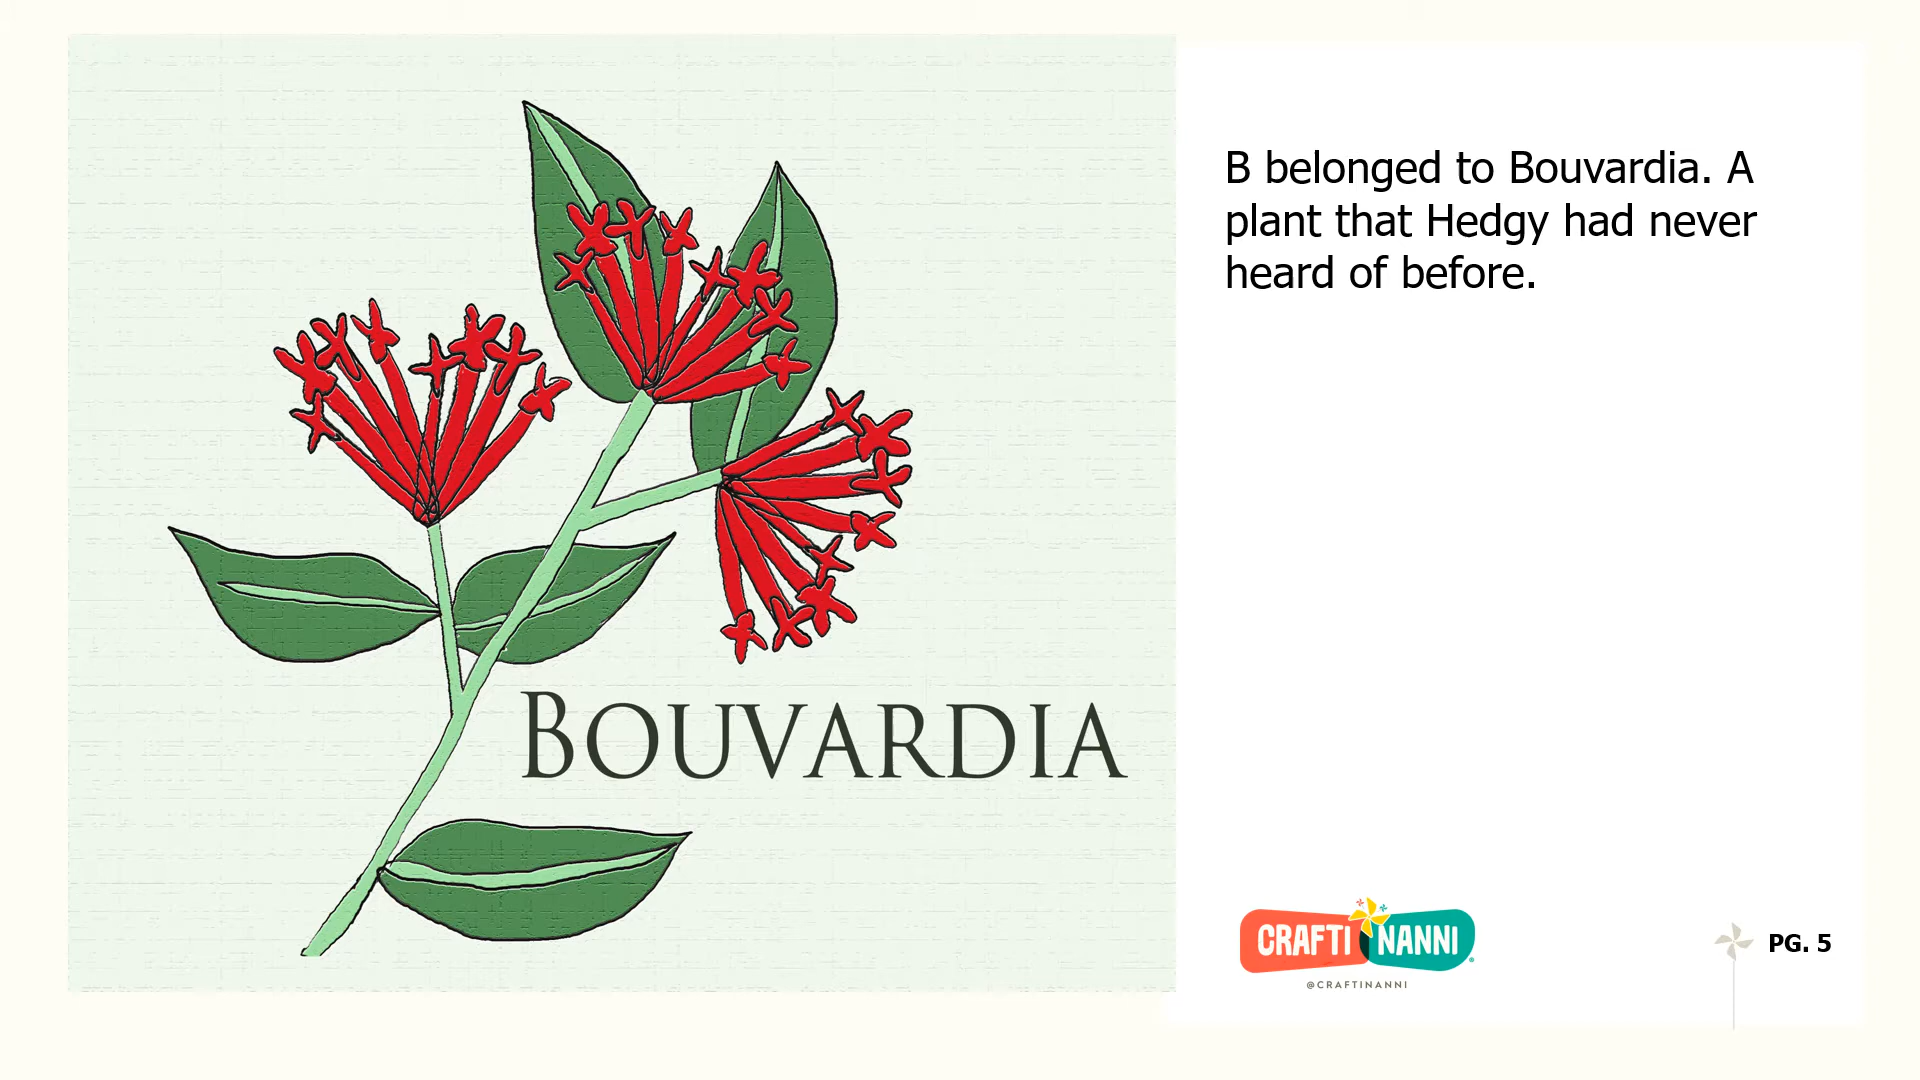 BOUVARDIA
B belonged to Bouvardia. A
plant that Hedgy had never
heard of before.
CRAFTI NANNI
@CRAFTINANNI
PG. 5